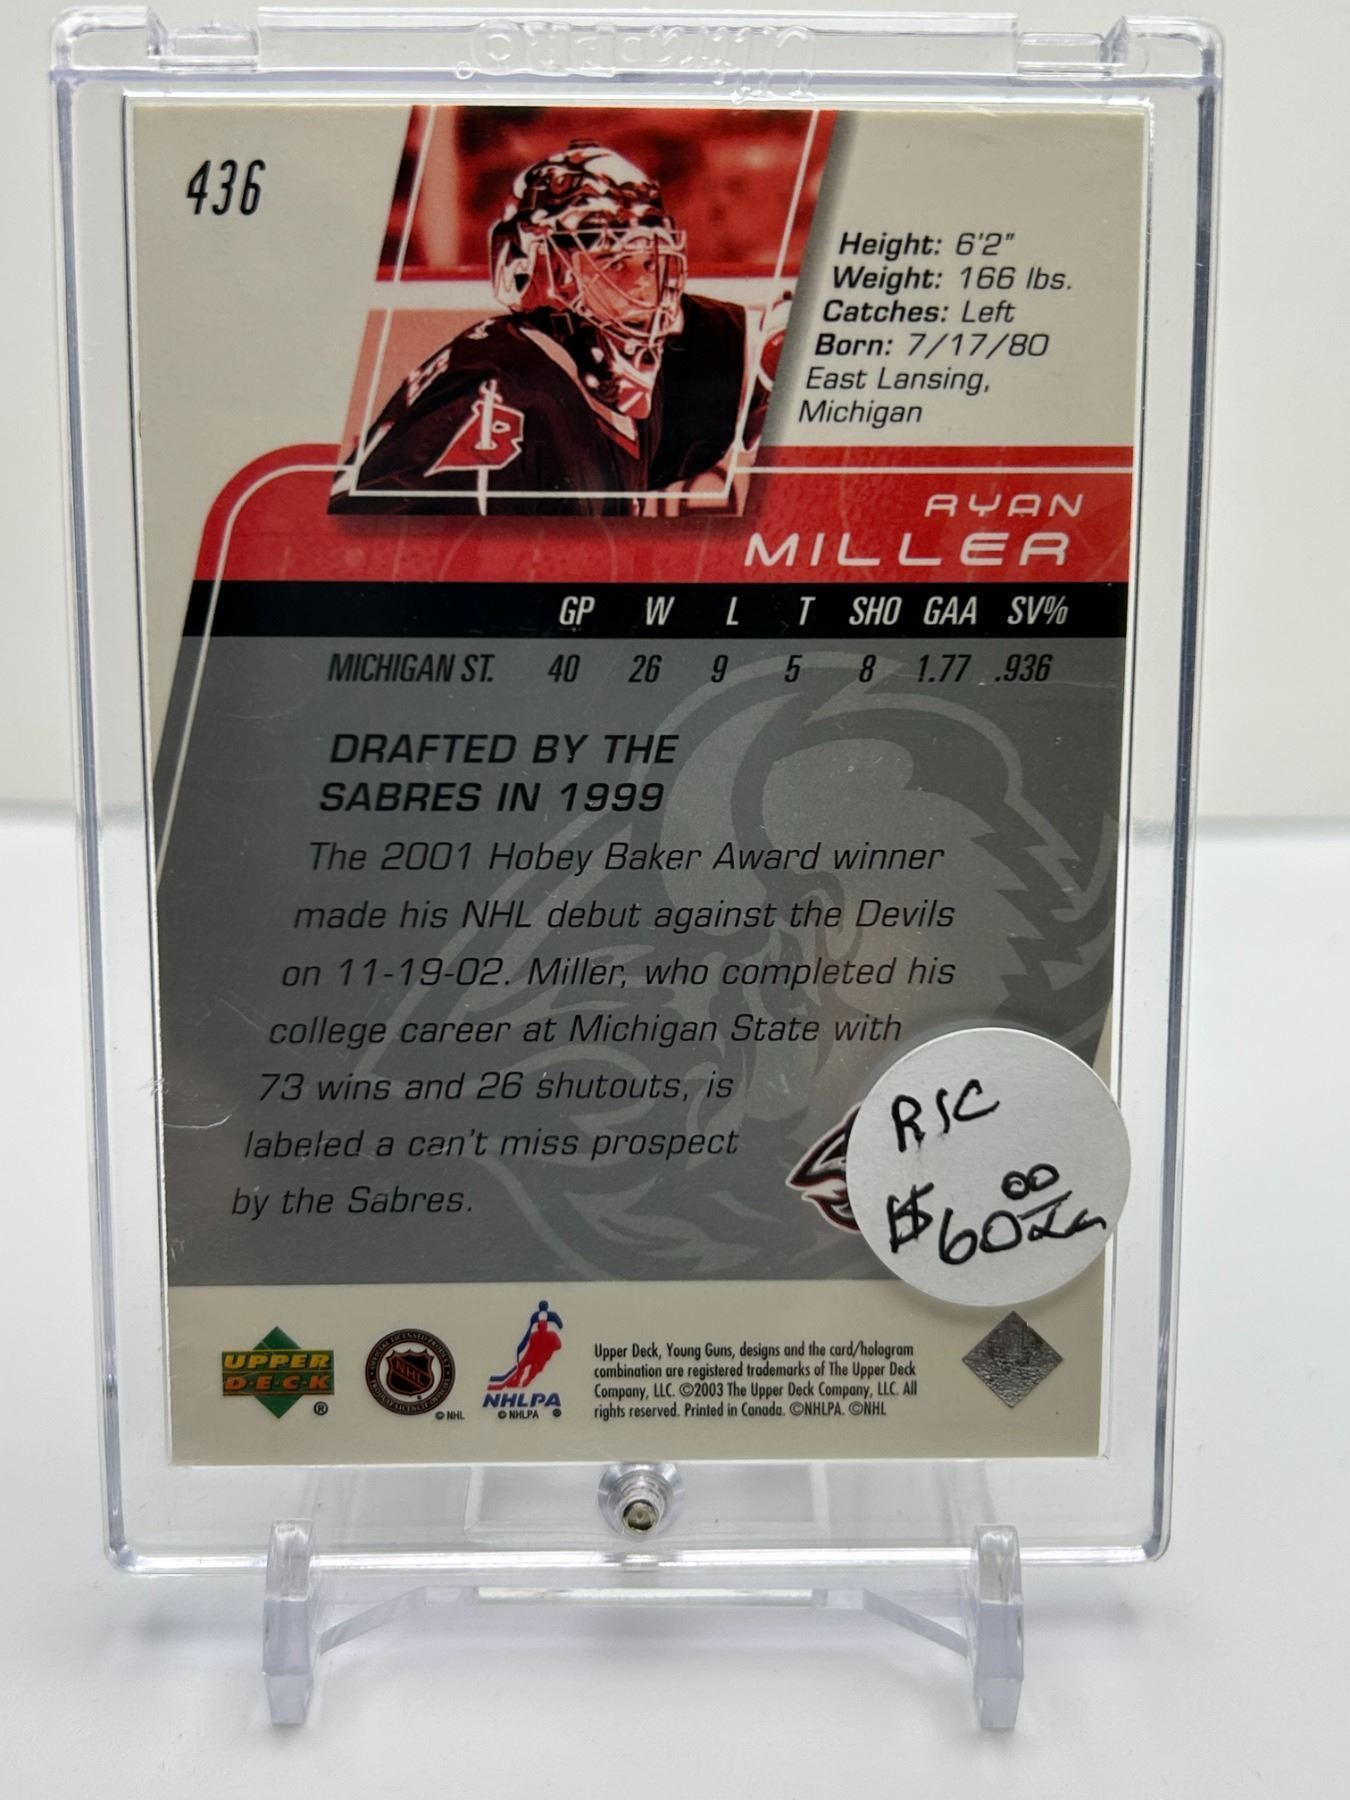 Ultra-PRO
436
Height: 6'2"
Weight: 166 lbs.
Catches: Left
Born: 7/17/80
East Lansing,
Michigan
RYAN
MILLER
GP W L T SHO GAA SV%
MICHIGAN ST. 40 26 9 5 8 1.77 .936
DRAFTED BY THE
SABRES IN 1999
The 2001 Hobey Baker Award winner
made his NHL debut against the Devils
on 11-19-02. Miller, who completed his
college career at Michigan State with
73 wins and 26 shutouts, is
labeled a can't miss prospect
by the Sabres.
R/C
$60.00
UPPER
D·E·C·K
®
NHL
© NHL
NHLPA
© NHLPA ®
Upper Deck, Young Guns, designs and the card/hologram
combination are registered trademarks of The Upper Deck
Company, LLC. ©2003 The Upper Deck Company, LLC. All
rights reserved. Printed in Canada. ©NHLPA. ©NHL